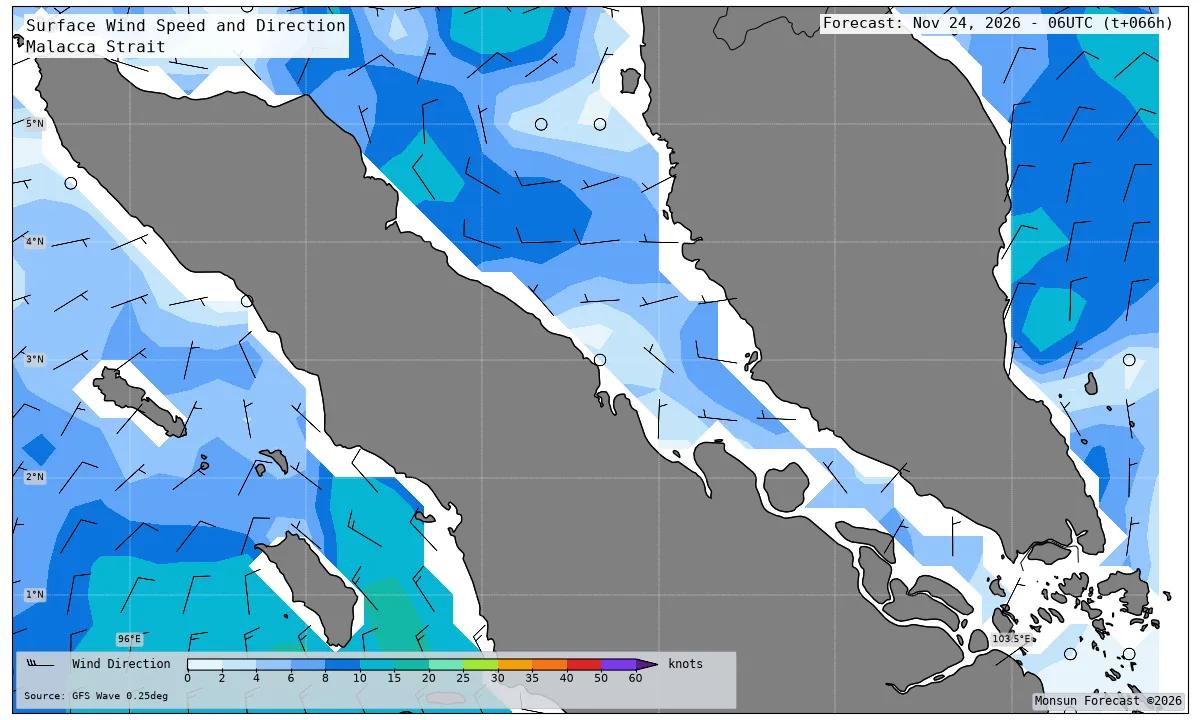 Surface Wind Speed and Direction
Malacca Strait
Forecast: Nov 24, 2026 - 06UTC (t+066h)
5°N
4°N
3°N
2°N
1°N
96°E
103.5°E
Wind Direction
0 2 4 6 8 10 15 20 25 30 35 40 50 60
knots
Source: GFS Wave 0.25deg
Monsun Forecast ©2026